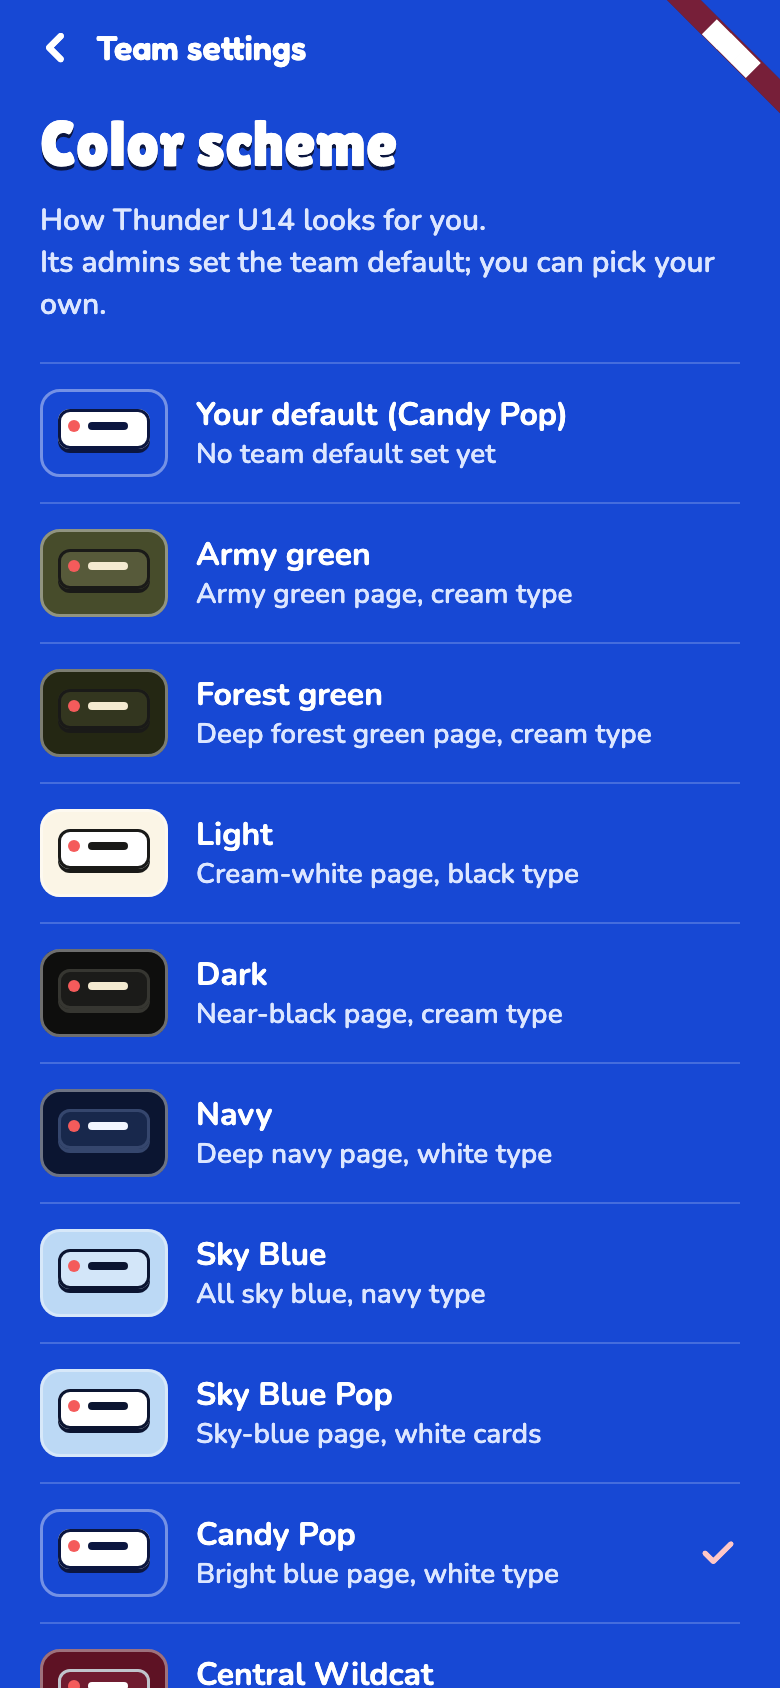 Team settings
Color scheme
How Thunder U14 looks for you.
Its admins set the team default; you can pick your
own.
Your default (Candy Pop)
No team default set yet
Army green
Army green page, cream type
Forest green
Deep forest green page, cream type
Light
Cream-white page, black type
Dark
Near-black page, cream type
Navy
Deep navy page, white type
Sky Blue
All sky blue, navy type
Sky Blue Pop
Sky-blue page, white cards
Candy Pop
Bright blue page, white type
Central Wildcat